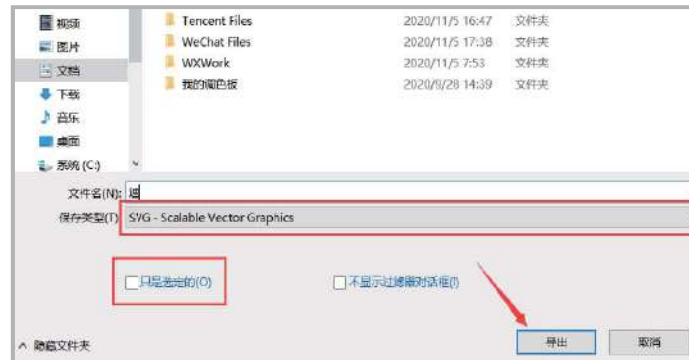 视频
Tencent Files
2020/11/5 16:47
文件夹
图片
WeChat Files
2020/11/5 17:38
文件夹
文档
WXWork
2020/11/5 7:53
文件夹
下载
我的调色板
2020/9/28 14:39
文件夹
音乐
桌面
系统 (C:)
文件名(N):
保存类型(T)
SVG - Scalable Vector Graphics
只是选定的(O)
不显示过滤器对话框(I)
隐藏文件夹
导出
取消